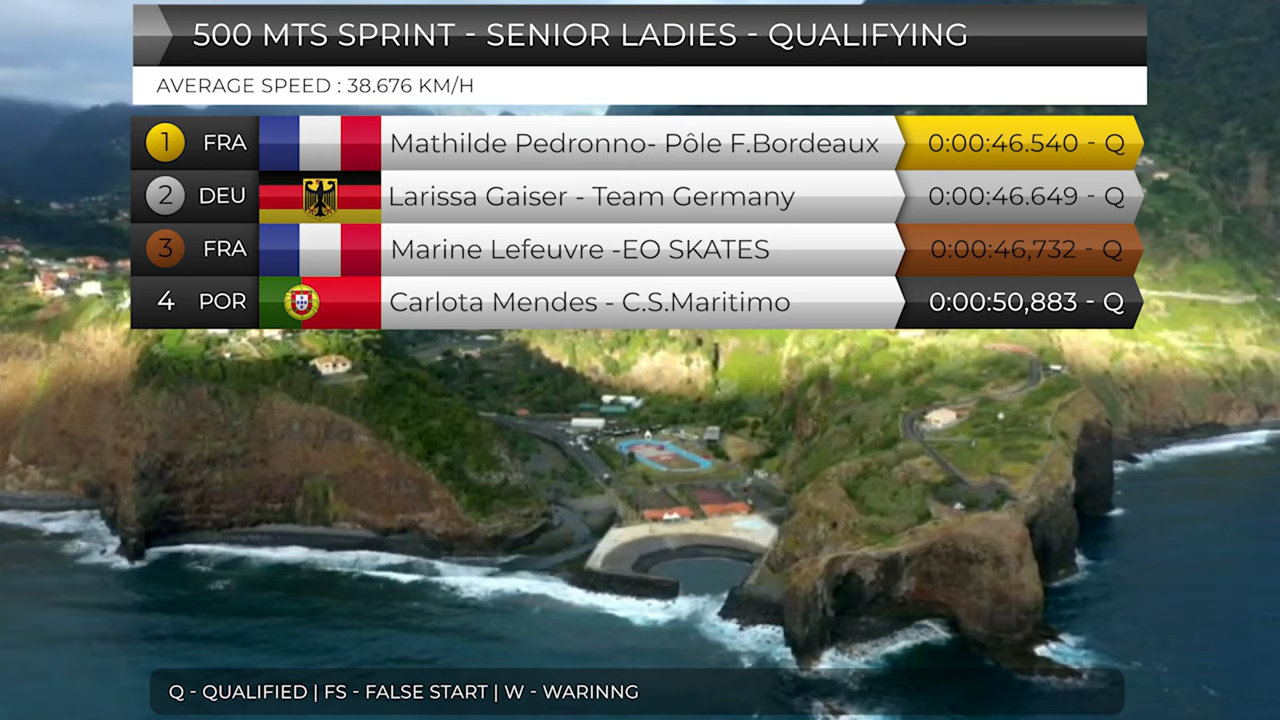 500 MTS SPRINT - SENIOR LADIES - QUALIFYING
AVERAGE SPEED : 38.676 KM/H
1 FRA Mathilde Pedronno- Pôle F.Bordeaux 0:00:46.540 - Q
2 DEU Larissa Gaiser - Team Germany 0:00:46.649 - Q
3 FRA Marine Lefeuvre -EO SKATES 0:00:46,732 - Q
4 POR Carlota Mendes - C.S.Maritimo 0:00:50,883 - Q
Q - QUALIFIED | FS - FALSE START | W - WARINNG